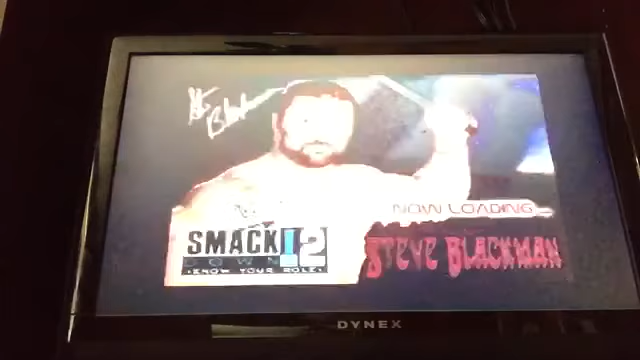 NOW LOADING...
SMACK! 2
DOWN
KNOW YOUR ROLE
STEVE BLACKMAN
DYNEX